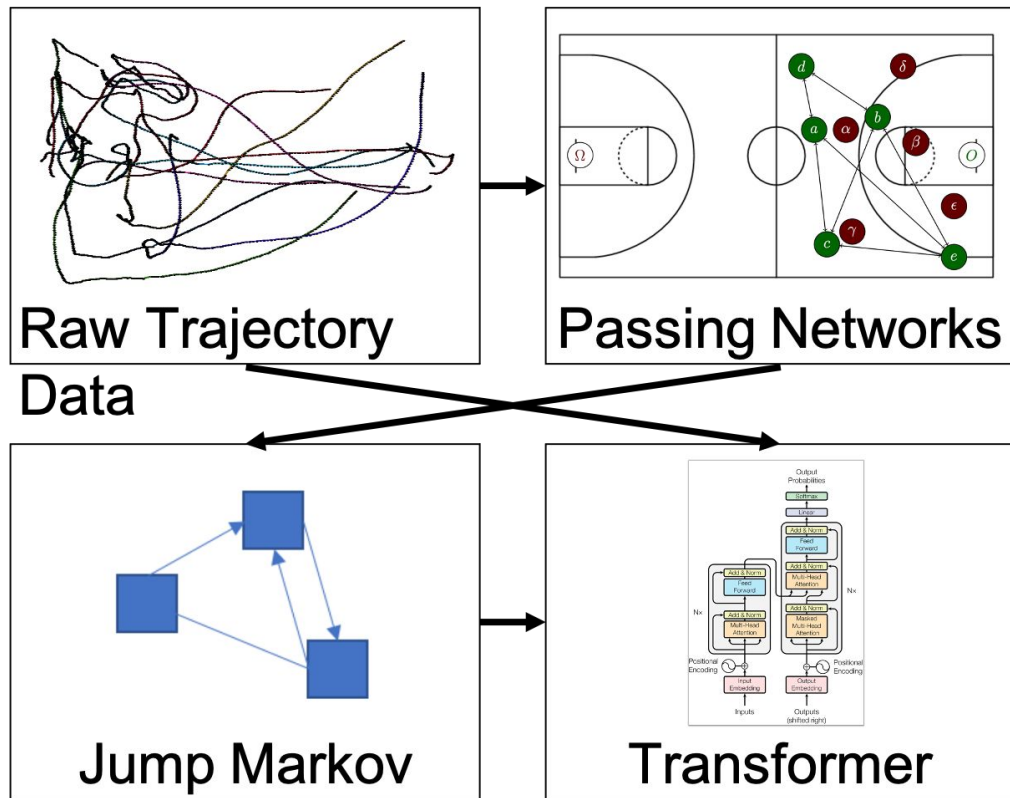 d
δ
b
a
α
β
Ω
O
ϵ
γ
c
e
Raw Trajectory
Data
Passing Networks
Jump Markov
Output
Probabilities
Softmax
Linear
Add & Norm
Feed
Forward
Add & Norm
Multi-Head
Attention
Add & Norm
Feed
Forward
Nx
Nx
Add & Norm
Multi-Head
Attention
Add & Norm
Masked
Multi-Head
Attention
Positional
Encoding
Positional
Encoding
Input
Embedding
Output
Embedding
Inputs
Outputs
(shifted right)
Transformer